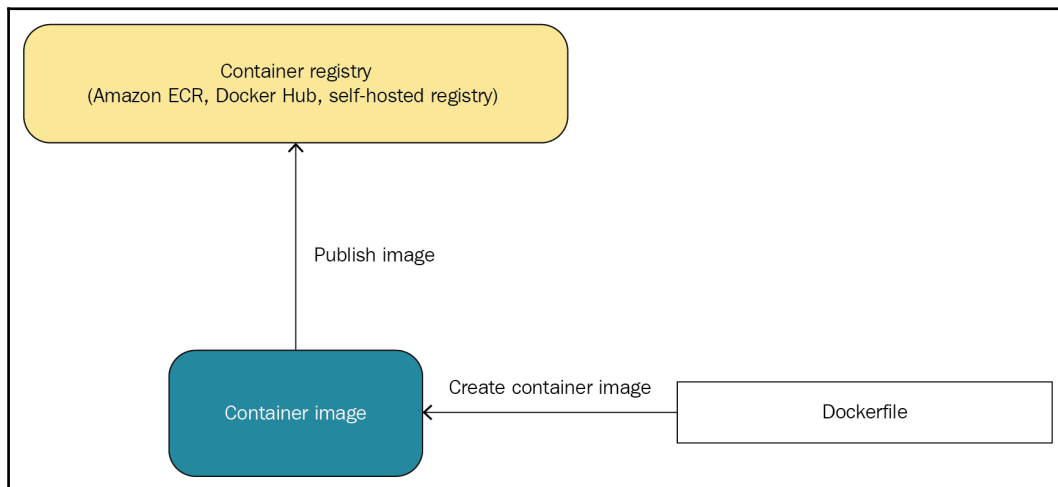 Container registry
(Amazon ECR, Docker Hub, self-hosted registry)
Publish image
Create container image
Container image
Dockerfile